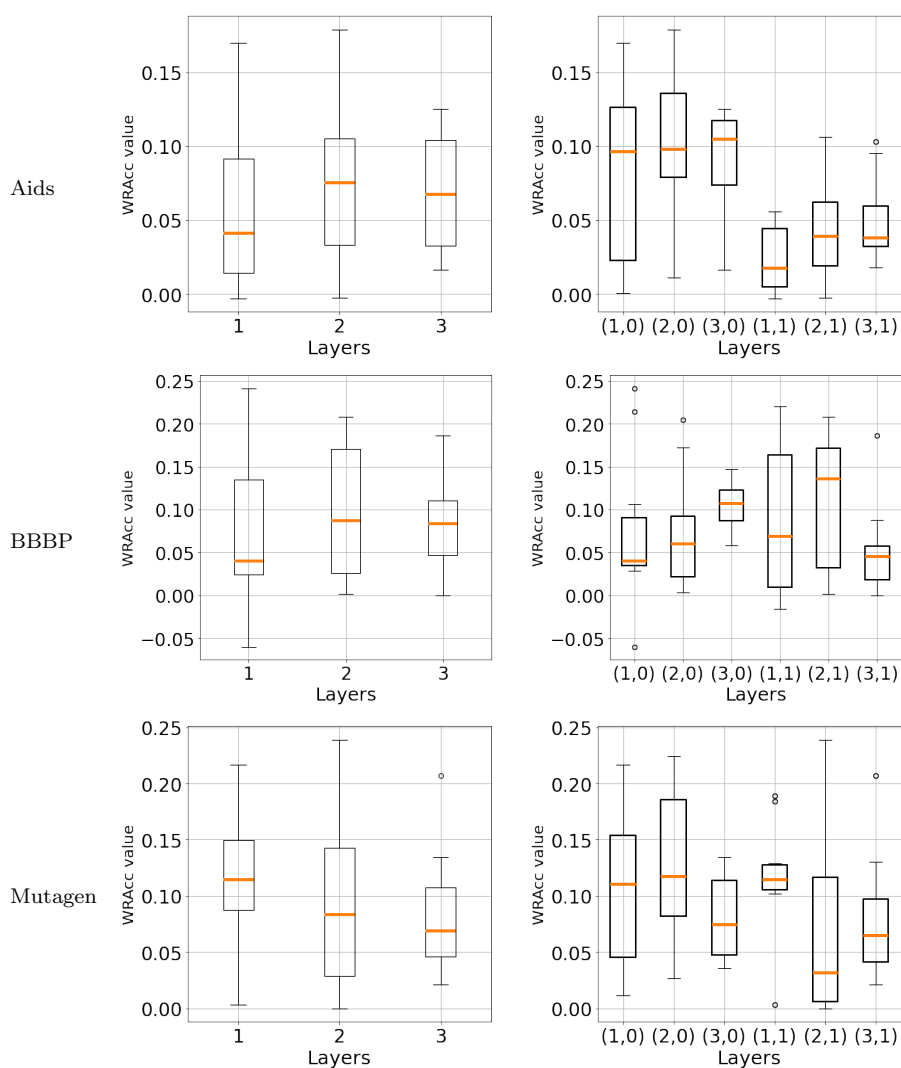 Aids
WRAcc value
0.15
0.10
0.05
0.00
1 2 3
Layers
WRAcc value
0.15
0.10
0.05
0.00
(1,0) (2,0) (3,0) (1,1) (2,1) (3,1)
Layers
BBBP
WRAcc value
0.25
0.20
0.15
0.10
0.05
0.00
−0.05
1 2 3
Layers
WRAcc value
0.25
0.20
0.15
0.10
0.05
0.00
−0.05
(1,0) (2,0) (3,0) (1,1) (2,1) (3,1)
Layers
Mutagen
WRAcc value
0.25
0.20
0.15
0.10
0.05
0.00
1 2 3
Layers
WRAcc value
0.25
0.20
0.15
0.10
0.05
0.00
(1,0) (2,0) (3,0) (1,1) (2,1) (3,1)
Layers